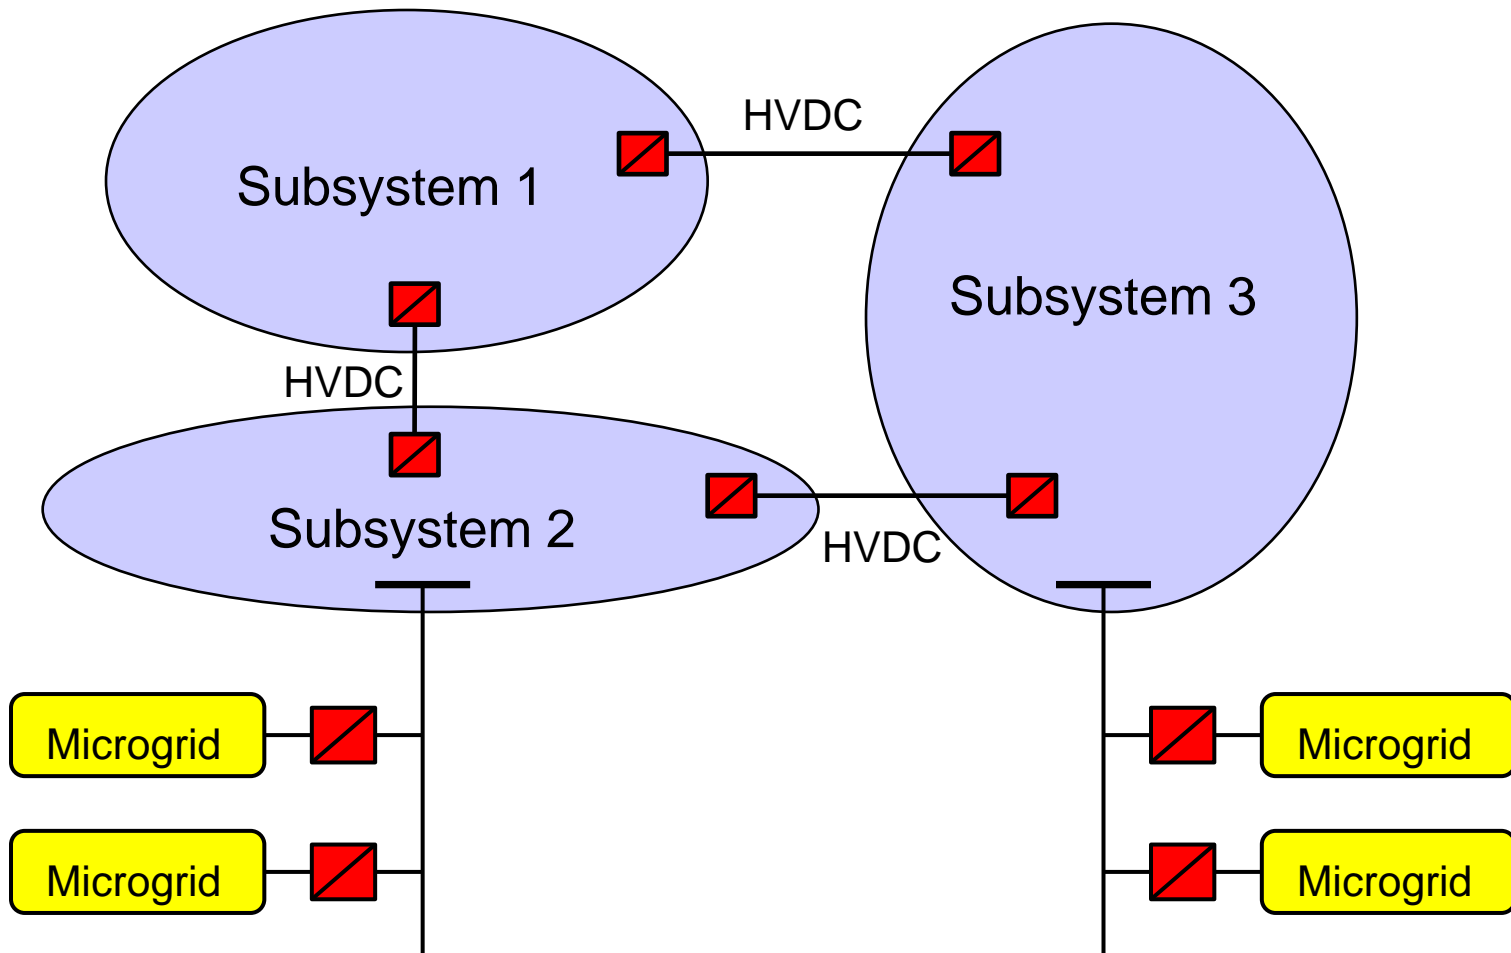 HVDC
Subsystem 1
Subsystem 3
HVDC
Subsystem 2
HVDC
Microgrid
Microgrid
Microgrid
Microgrid